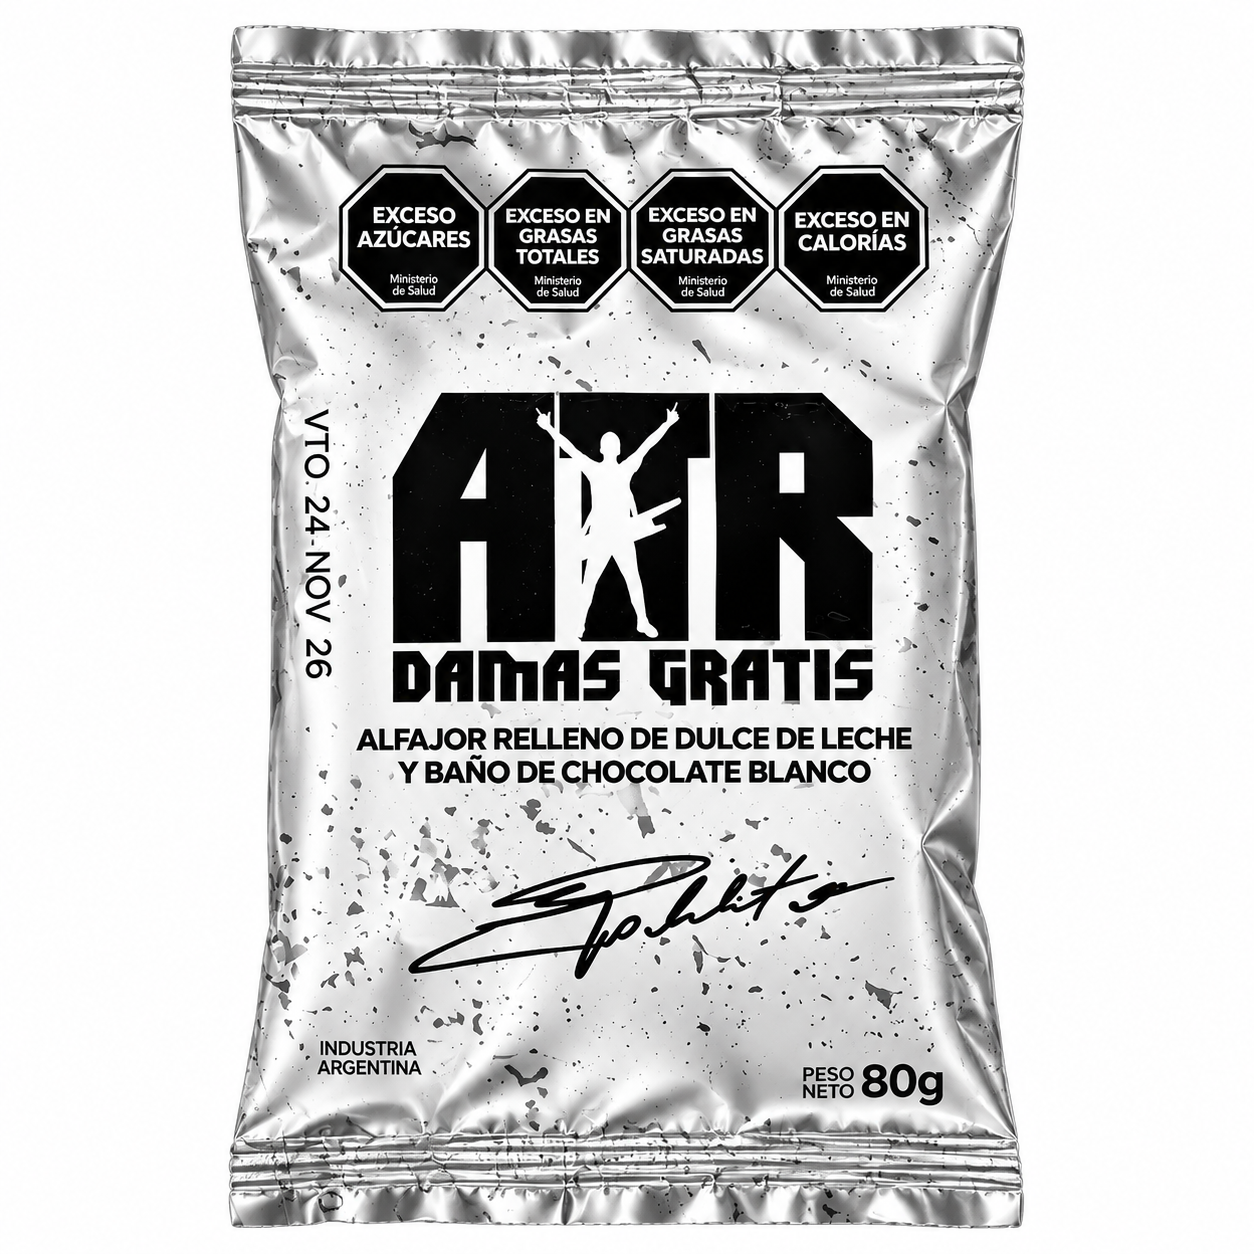 EXCESO
AZÚCARES
Ministerio
de Salud
EXCESO EN
GRASAS
TOTALES
Ministerio
de Salud
EXCESO EN
GRASAS
SATURADAS
Ministerio
de Salud
EXCESO EN
CALORÍAS
Ministerio
de Salud
VTO. 24-NOV 26
ATR
DAMAS GRATIS
ALFAJOR RELLENO DE DULCE DE LECHE
Y BAÑO DE CHOCOLATE BLANCO
INDUSTRIA
ARGENTINA
PESO
NETO 80g